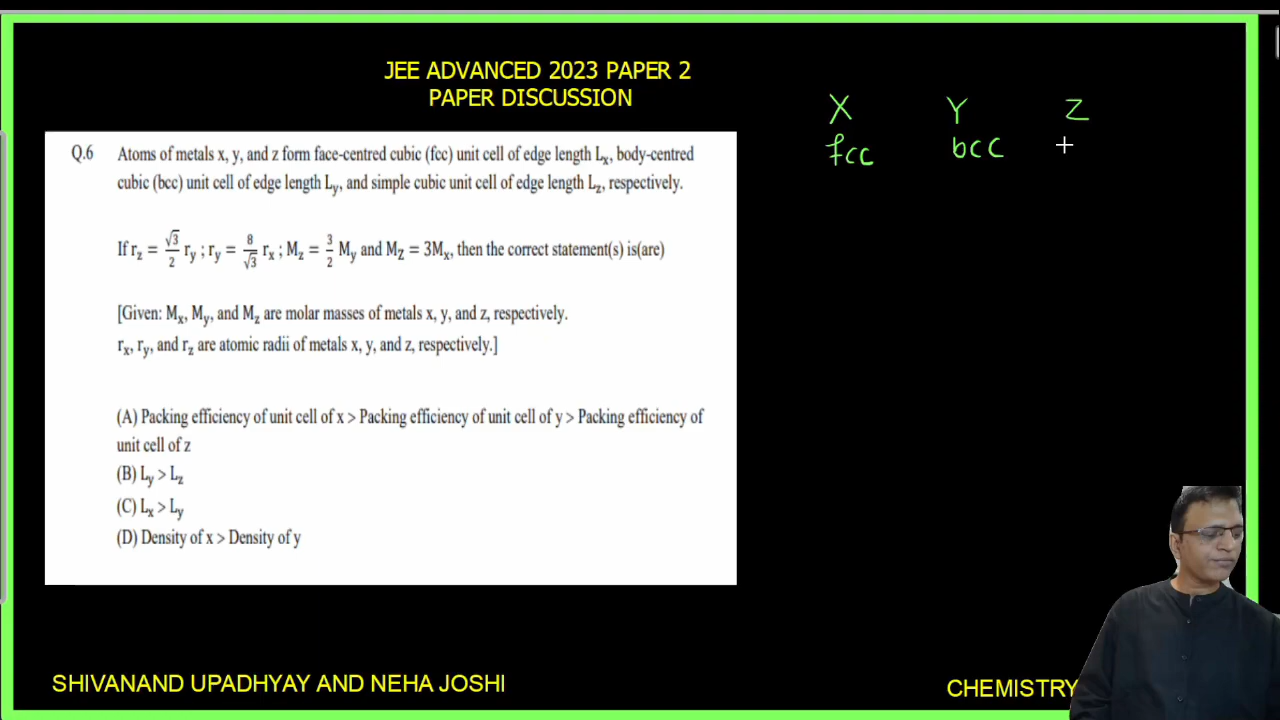 JEE ADVANCED 2023 PAPER 2
PAPER DISCUSSION
X Y Z
fcc bcc
Q.6 Atoms of metals x, y, and z form face-centred cubic (fcc) unit cell of edge length Lₓ, body-centred
cubic (bcc) unit cell of edge length Ly, and simple cubic unit cell of edge length Lz, respectively.
If rz = √3/2 ry ; ry = 8/√3 rx ; Mz = 3/2 My and MZ = 3Mx, then the correct statement(s) is(are)
[Given: Mx, My, and Mz are molar masses of metals x, y, and z, respectively.
rx, ry, and rz are atomic radii of metals x, y, and z, respectively.]
(A) Packing efficiency of unit cell of x > Packing efficiency of unit cell of y > Packing efficiency of
unit cell of z
(B) Ly > Lz
(C) Lx > Ly
(D) Density of x > Density of y
SHIVANAND UPADHYAY AND NEHA JOSHI
CHEMISTRY